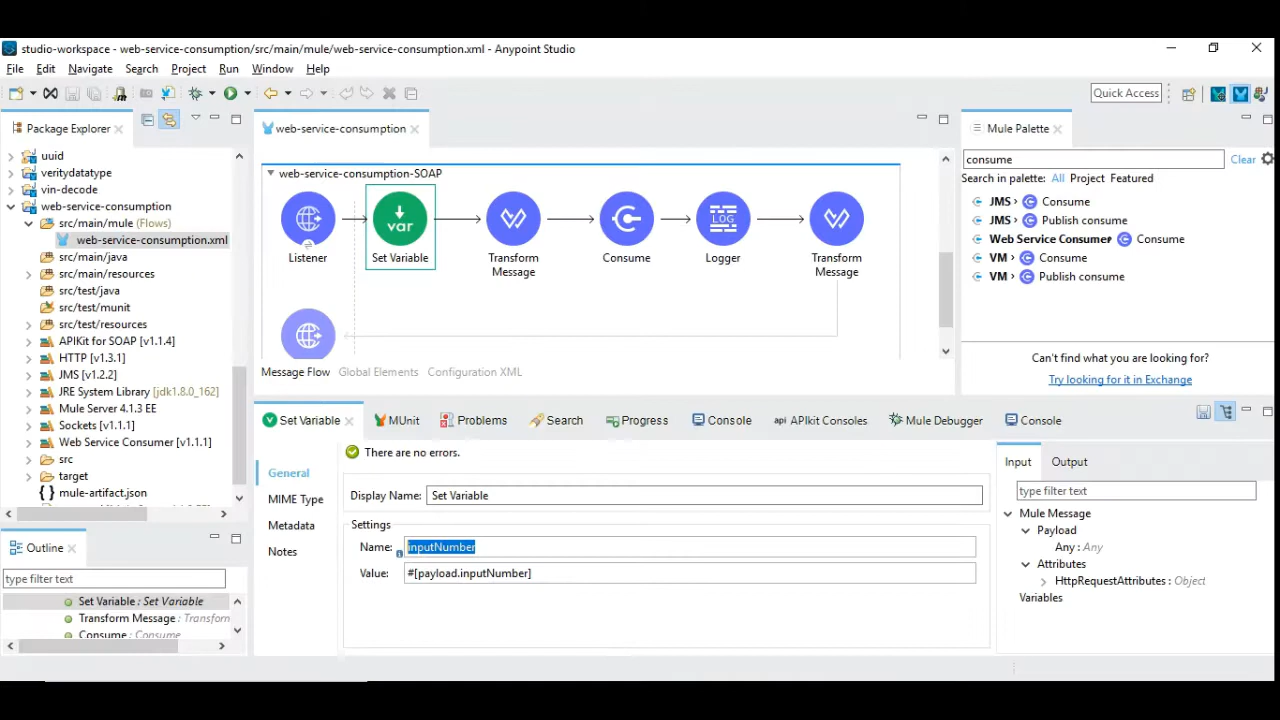 studio-workspace - web-service-consumption/src/main/mule/web-service-consumption.xml - Anypoint Studio
File Edit Navigate Search Project Run Window Help
Quick Access
Package Explorer
uuid
veritydatatype
vin-decode
web-service-consumption
src/main/mule (Flows)
web-service-consumption.xml
src/main/java
src/main/resources
src/test/java
src/test/munit
src/test/resources
APIKit for SOAP [v1.1.4]
HTTP [v1.3.1]
JMS [v1.2.2]
JRE System Library [jdk1.8.0_162]
Mule Server 4.1.3 EE
Sockets [v1.1.1]
Web Service Consumer [v1.1.1]
src
target
mule-artifact.json
Outline
type filter text
Set Variable : Set Variable
Transform Message : Transform
Consume : Consume
web-service-consumption
web-service-consumption-SOAP
var
LOG
Listener
Set Variable
Transform
Message
Consume
Logger
Transform
Message
Message Flow Global Elements Configuration XML
Mule Palette
consume
Clear
Search in palette: All Project Featured
JMS > Consume
JMS > Publish consume
Web Service Consumer Consume
VM > Consume
VM > Publish consume
Can't find what you are looking for?
Try looking for it in Exchange
Set Variable MUnit Problems Search Progress Console api APIkit Consoles Mule Debugger Console
There are no errors.
General
MIME Type
Metadata
Notes
Display Name: Set Variable
Settings
Name: inputNumber
Value: #[payload.inputNumber]
Input Output
type filter text
Mule Message
Payload
Any : Any
Attributes
HttpRequestAttributes : Object
Variables